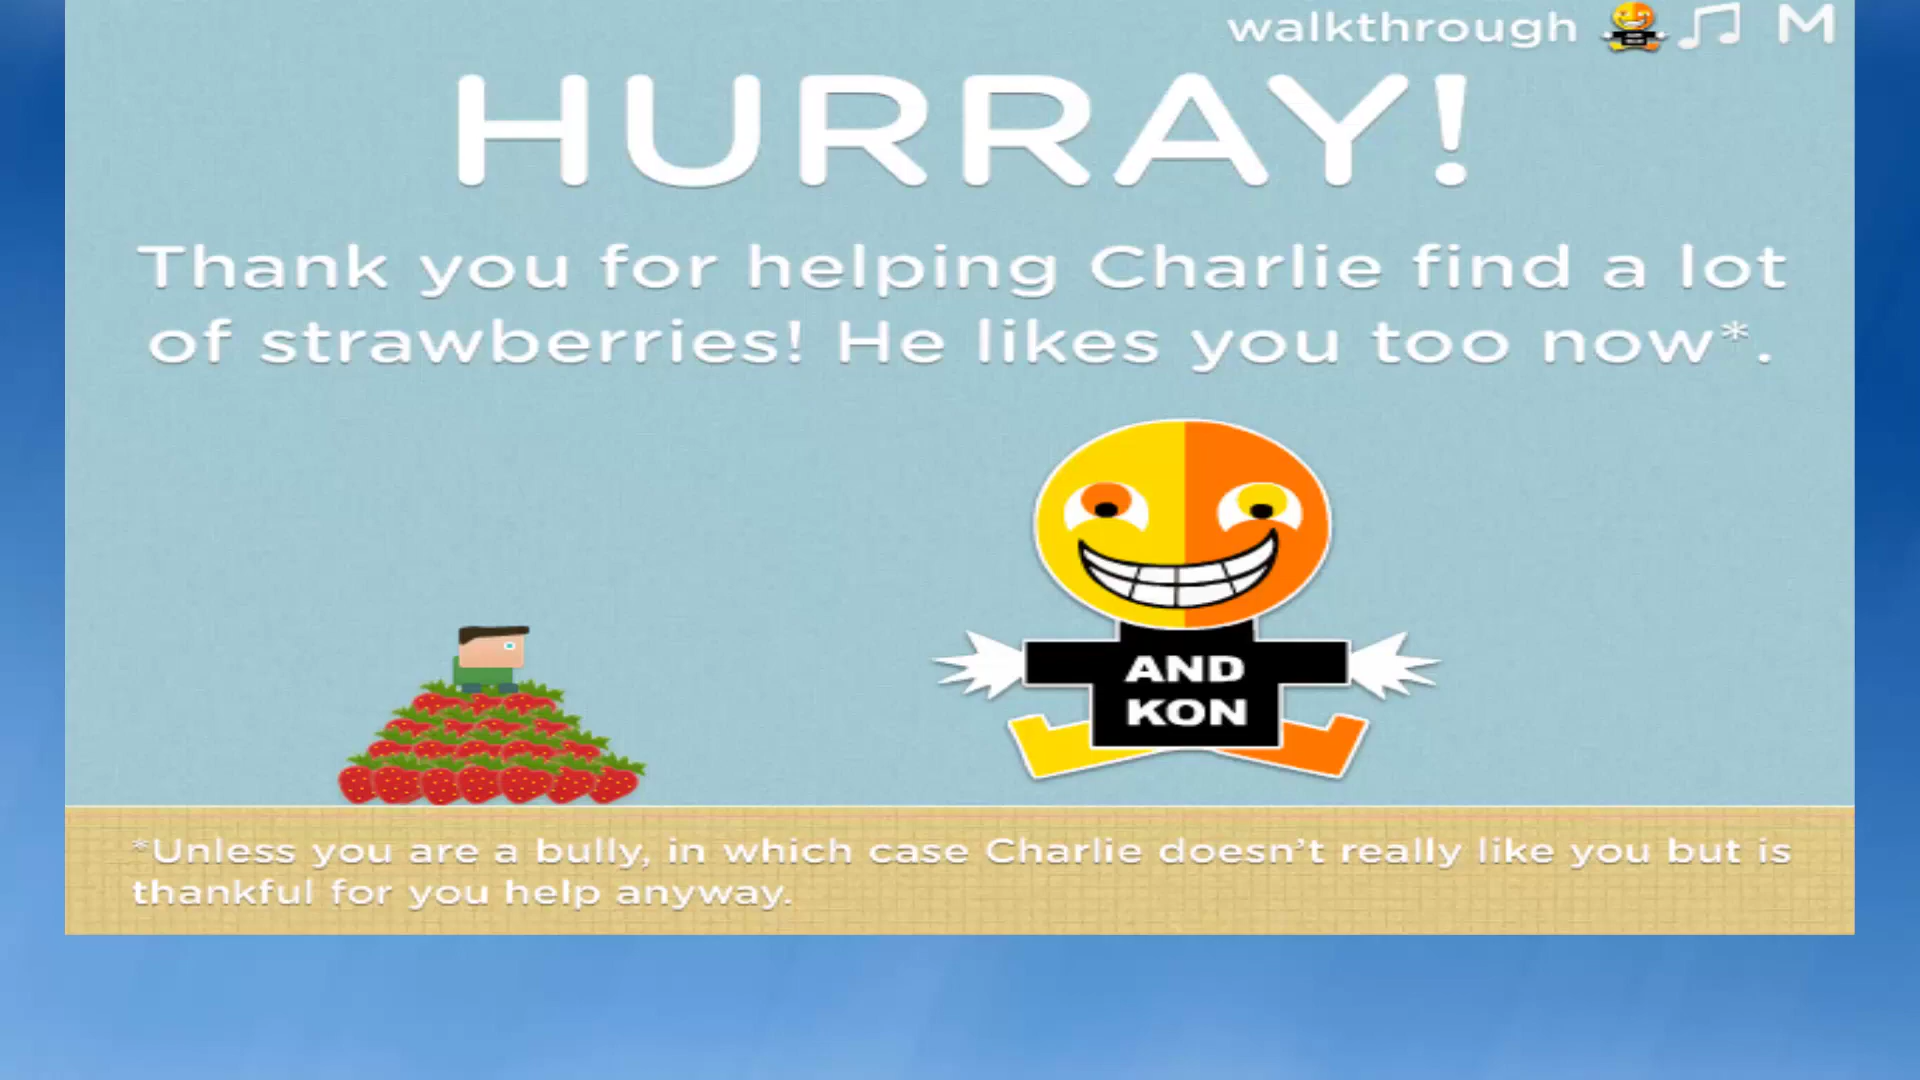 walkthrough M
HURRAY!
Thank you for helping Charlie find a lot
of strawberries! He likes you too now*.
AND
KON
*Unless you are a bully, in which case Charlie doesn't really like you but is
thankful for you help anyway.